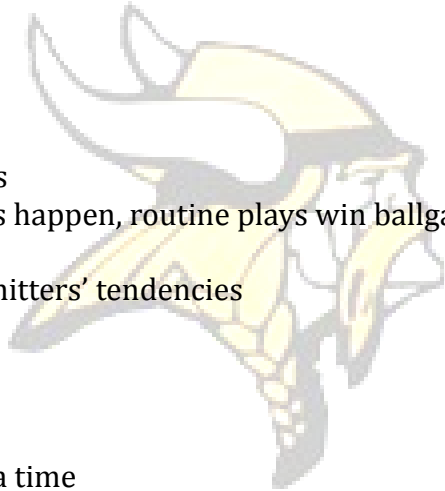 s
s happen, routine plays win ballga
hitters’ tendencies
a time